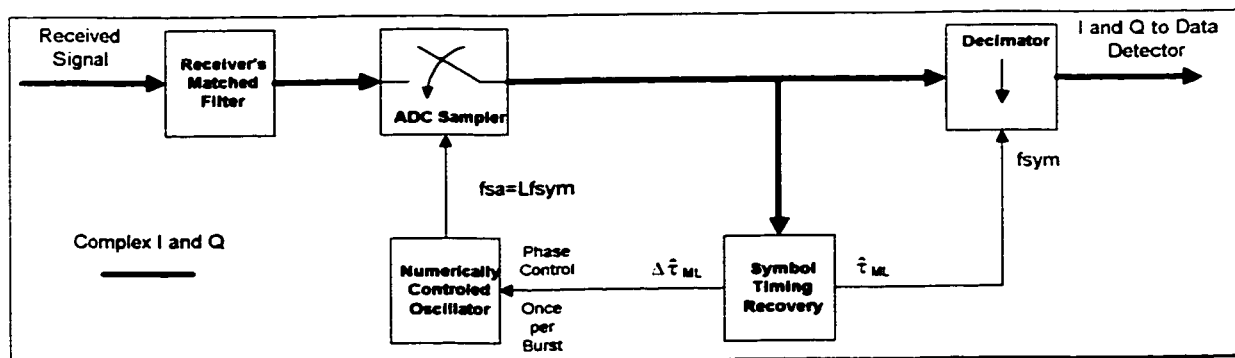 Received
Signal
Receiver's
Matched
Filter
ADC Sampler
Decimator
I and Q to Data
Detector
fsa=Lfsym
fsym
Complex I and Q
Numerically
Controled
Oscillator
Phase
Control
Once
per
Burst
Δτ̂ ML
Symbol
Timing
Recovery
τ̂ ML